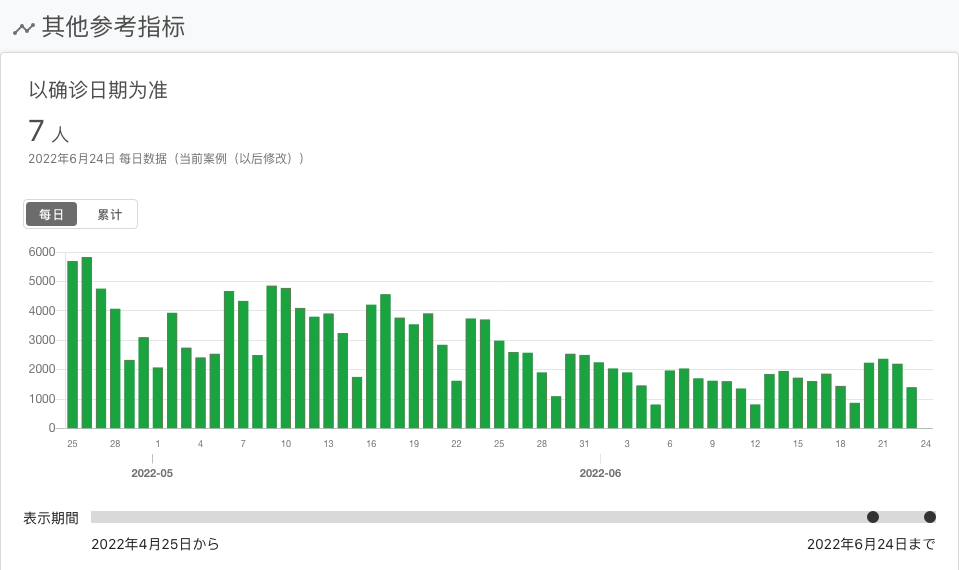 其他参考指标
以确诊日期为准
7 人
2022年6月24日 每日数据（当前案例（以后修改））
每日 累计
6000
5000
4000
3000
2000
1000
0
25 28 1 4 7 10 13 16 19 22 25 28 31 3 6 9 12 15 18 21 24
2022-05 2022-06
表示期間
2022年4月25日から 2022年6月24日まで